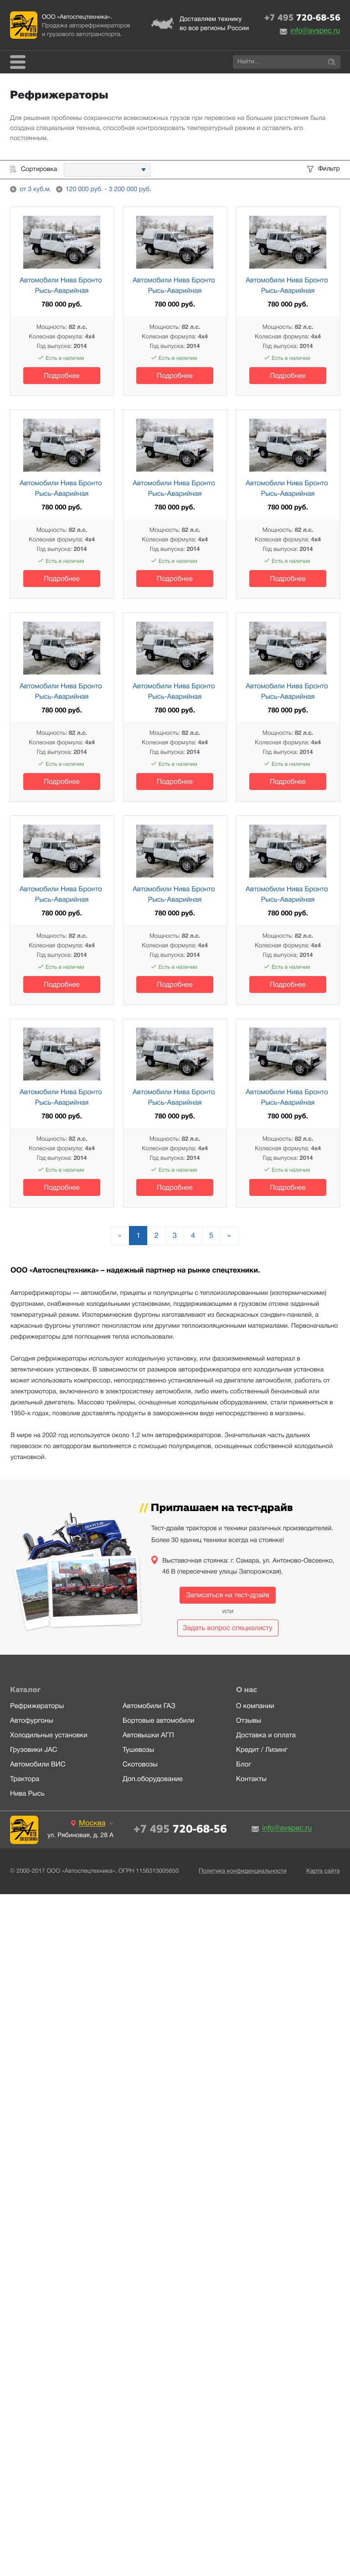 ООО «Автоспецтехника».
Продажа авторефрижераторов
и грузового автотранспорта.
Доставляем технику
во все регионы России
+7 495 720-68-56
info@avspec.ru
Найти...
Рефрижераторы
Для решения проблемы сохранности всевозможных грузов при перевозке на большие расстояния была
создана специальная техника, способная контролировать температурный режим и оставлять его
постоянным.
Сортировка:
Фильтр
от 3 куб.м. 120 000 руб. - 3 200 000 руб.
Автомобили Нива Бронто Автомобили Нива Бронто Автомобили Нива Бронто
Рысь-Аварийная Рысь-Аварийная Рысь-Аварийная
780 000 руб. 780 000 руб. 780 000 руб.
Мощность: 82 л.с. Мощность: 82 л.с. Мощность: 82 л.с.
Колесная формула: 4x4 Колесная формула: 4x4 Колесная формула: 4x4
Год выпуска: 2014 Год выпуска: 2014 Год выпуска: 2014
Есть в наличии Есть в наличии Есть в наличии
Подробнее Подробнее Подробнее
Автомобили Нива Бронто Автомобили Нива Бронто Автомобили Нива Бронто
Рысь-Аварийная Рысь-Аварийная Рысь-Аварийная
780 000 руб. 780 000 руб. 780 000 руб.
Мощность: 82 л.с. Мощность: 82 л.с. Мощность: 82 л.с.
Колесная формула: 4x4 Колесная формула: 4x4 Колесная формула: 4x4
Год выпуска: 2014 Год выпуска: 2014 Год выпуска: 2014
Есть в наличии Есть в наличии Есть в наличии
Подробнее Подробнее Подробнее
Автомобили Нива Бронто Автомобили Нива Бронто Автомобили Нива Бронто
Рысь-Аварийная Рысь-Аварийная Рысь-Аварийная
780 000 руб. 780 000 руб. 780 000 руб.
Мощность: 82 л.с. Мощность: 82 л.с. Мощность: 82 л.с.
Колесная формула: 4x4 Колесная формула: 4x4 Колесная формула: 4x4
Год выпуска: 2014 Год выпуска: 2014 Год выпуска: 2014
Есть в наличии Есть в наличии Есть в наличии
Подробнее Подробнее Подробнее
Автомобили Нива Бронто Автомобили Нива Бронто Автомобили Нива Бронто
Рысь-Аварийная Рысь-Аварийная Рысь-Аварийная
780 000 руб. 780 000 руб. 780 000 руб.
Мощность: 82 л.с. Мощность: 82 л.с. Мощность: 82 л.с.
Колесная формула: 4x4 Колесная формула: 4x4 Колесная формула: 4x4
Год выпуска: 2014 Год выпуска: 2014 Год выпуска: 2014
Есть в наличии Есть в наличии Есть в наличии
Подробнее Подробнее Подробнее
Автомобили Нива Бронто Автомобили Нива Бронто Автомобили Нива Бронто
Рысь-Аварийная Рысь-Аварийная Рысь-Аварийная
780 000 руб. 780 000 руб. 780 000 руб.
Мощность: 82 л.с. Мощность: 82 л.с. Мощность: 82 л.с.
Колесная формула: 4x4 Колесная формула: 4x4 Колесная формула: 4x4
Год выпуска: 2014 Год выпуска: 2014 Год выпуска: 2014
Есть в наличии Есть в наличии Есть в наличии
Подробнее Подробнее Подробнее
« 1 2 3 4 5 »
ООО «Автоспецтехника» – надежный партнер на рынке спецтехники.
Авторефрижераторы — автомобили, прицепы и полуприцепы с теплоизолированными (изотермическими)
фургонами, снабженные холодильными установками, поддерживающими в грузовом отсеке заданный
температурный режим. Изотермические фургоны изготавливают из бескаркасных сэндвич-панелей, а
каркасные фургоны утепляют пенопластом или другими теплоизоляционными материалами. Первоначально
рефрижераторы для поглощения тепла использовали.
Сегодня рефрижераторы используют холодильную установку, или фазоизменяемый материал в
эвтектических установках. В зависимости от размеров авторефрижератора его холодильная установка
может использовать компрессор, непосредственно установленный на двигателе автомобиля, работать от
электромотора, включенного в электросистему автомобиля, либо иметь собственный бензиновый или
дизельный двигатель. Массово трейлеры, оснащенные холодильным оборудованием, стали применяться в
1950-х годах, позволив доставлять продукты в замороженном виде непосредственно в магазины.
В мире на 2002 год используется около 1,2 млн авторефрижераторов. Значительная часть дальних
перевозок по автодорогам выполняется с помощью полуприцепов, оснащенных собственной холодильной
установкой.
// Приглашаем на тест-драйв
Тест-драйв тракторов и техники различных производителей.
Более 30 единиц техники всегда на стоянке!
Выставочная стоянка: г. Самара, ул. Антоново-Овсеенко,
46 В (пересечение улицы Запорожская).
Записаться на тест-драйв
или
Задать вопрос специалисту
Каталог О нас
Рефрижераторы Автомобили ГАЗ О компании
Автофургоны Бортовые автомобили Отзывы
Холодильные установки Автовышки АГП Доставка и оплата
Грузовики JAC Тушевозы Кредит / Лизинг
Автомобили ВИС Скотовозы Блог
Трактора Доп.оборудование Контакты
Нива Рысь
Москва
ул. Рябиновая, д. 28 А
+7 495 720-68-56
info@avspec.ru
© 2000-2017 ООО «Автоспецтехника». ОГРН 1156313005650 Политика конфиденциальности Карта сайта